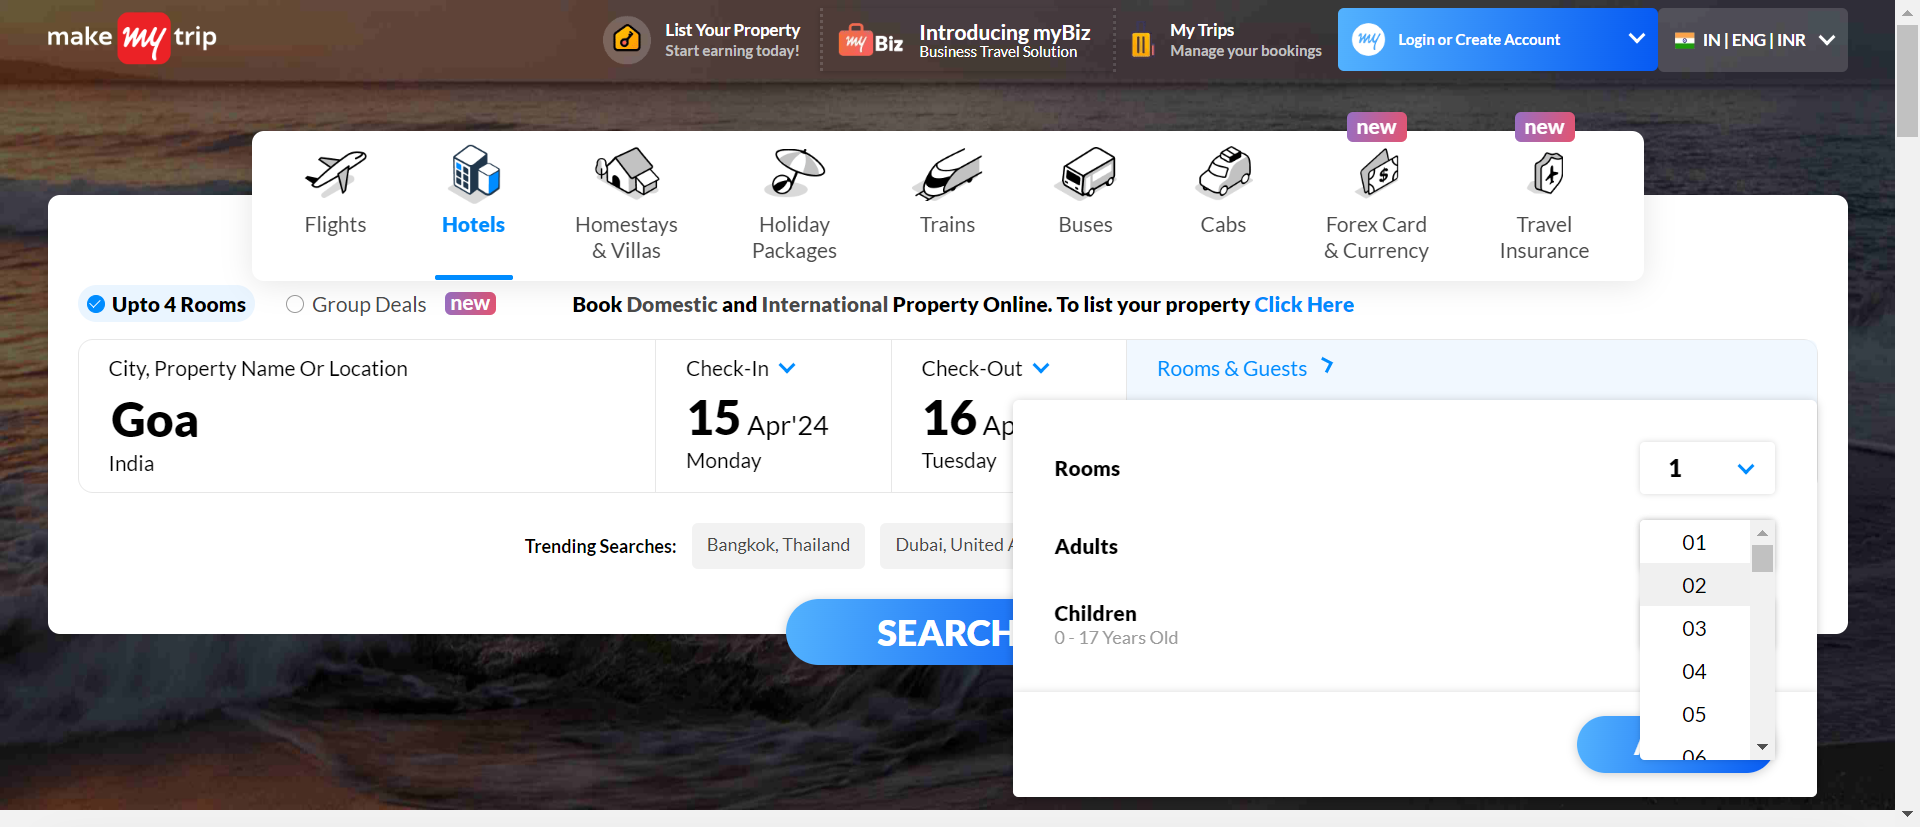 make my trip
List Your Property
Start earning today!
my Biz
Introducing myBiz
Business Travel Solution
My Trips
Manage your bookings
my
Login or Create Account
IN | ENG | INR
new
new
Flights
Hotels
Homestays
& Villas
Holiday
Packages
Trains
Buses
Cabs
Forex Card
& Currency
Travel
Insurance
Upto 4 Rooms
Group Deals
new
Book Domestic and International Property Online. To list your property Click Here
City, Property Name Or Location
Goa
India
Check-In
15 Apr'24
Monday
Check-Out
16 Ap
Tuesday
Rooms & Guests
Rooms
1
Adults
01
02
03
04
05
06
Children
0 - 17 Years Old
Trending Searches:
Bangkok, Thailand
Dubai, United A
SEARCH